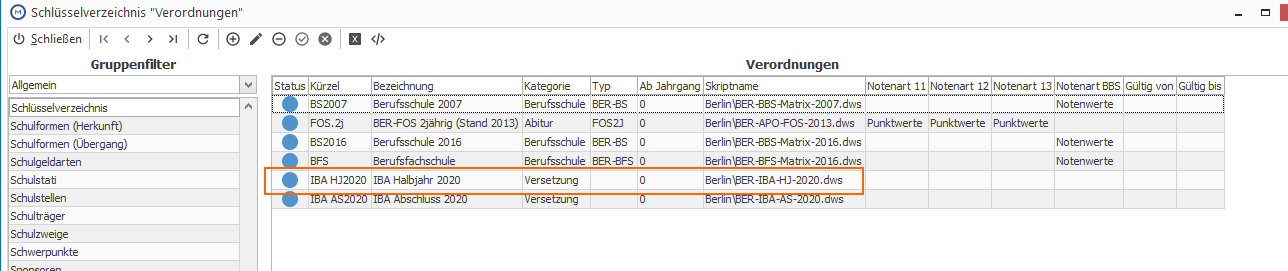 Schlüsselverzeichnis "Verordnungen"
Schließen
Gruppenfilter
Allgemein
Schlüsselverzeichnis
Schulformen (Herkunft)
Schulformen (Übergang)
Schulgeldarten
Schulstati
Schulstellen
Schulträger
Schulzweige
Schwerpunkte
Sponsoren
Verordnungen
Status Kürzel Bezeichnung Kategorie Typ Ab Jahrgang Skriptname Notenart 11 Notenart 12 Notenart 13 Notenart BBS Gültig von Gültig bis
BS2007 Berufsschule 2007 Berufsschule BER-BS 0 Berlin\BER-BBS-Matrix-2007.dws Notenwerte
FOS.2j BER-FOS 2jährig (Stand 2013) Abitur FOS2J 0 Berlin\BER-APO-FOS-2013.dws Punktwerte Punktwerte Punktwerte
BS2016 Berufsschule 2016 Berufsschule BER-BS 0 Berlin\BER-BBS-Matrix-2016.dws Notenwerte
BFS Berufsfachschule Berufsschule BER-BFS 0 Berlin\BER-BFS-Matrix-2016.dws Notenwerte
IBA HJ2020 IBA Halbjahr 2020 Versetzung 0 Berlin\BER-IBA-HJ-2020.dws
IBA AS2020 IBA Abschluss 2020 Versetzung 0 Berlin\BER-IBA-AS-2020.dws